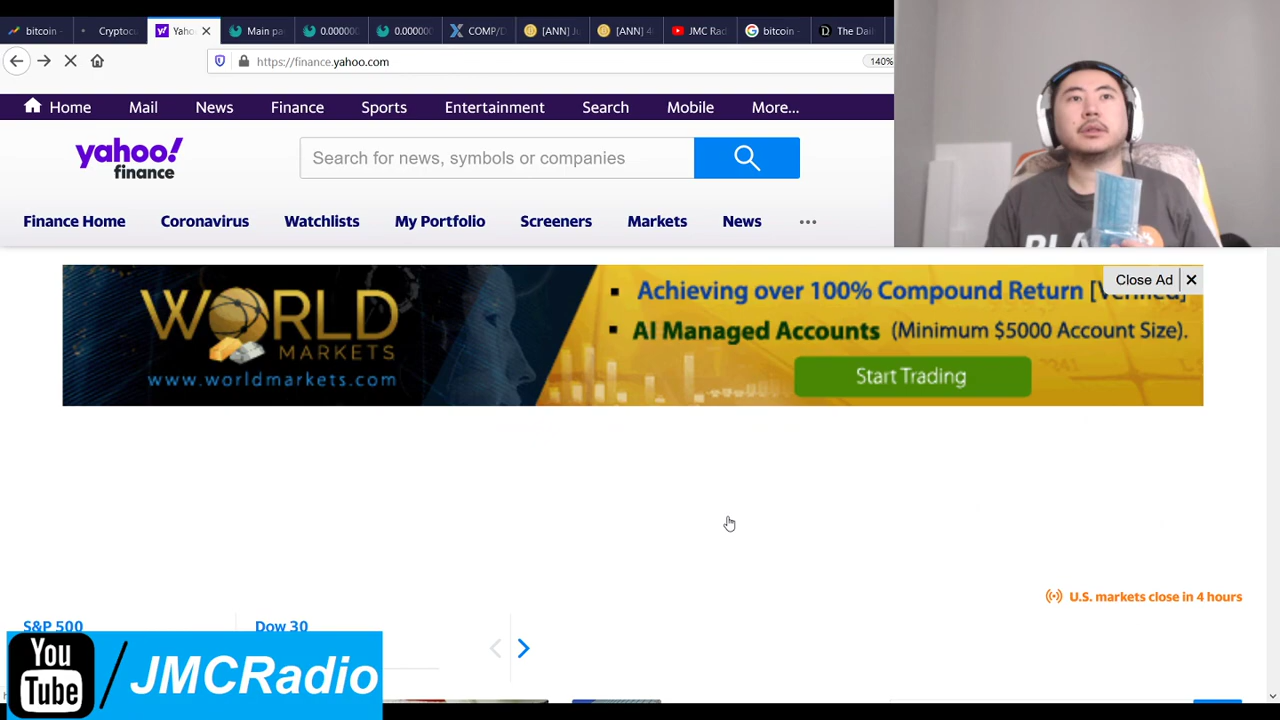 bitcoin -
Cryptocu
Yaho
Main pa
0.000000
0.000000
COMP/D
[ANN] Ju
[ANN] 4
JMC Rad
bitcoin -
The Dail
https://finance.yahoo.com
140%
Home Mail News Finance Sports Entertainment Search Mobile More...
yahoo!
finance
Search for news, symbols or companies
Finance Home Coronavirus Watchlists My Portfolio Screeners Markets News
WORLD
MARKETS
www.worldmarkets.com
Achieving over 100% Compound Return [Verified]
AI Managed Accounts (Minimum $5000 Account Size).
Start Trading
Close Ad
U.S. markets close in 4 hours
S&P 500
Dow 30
You
Tube
/JMCRadio